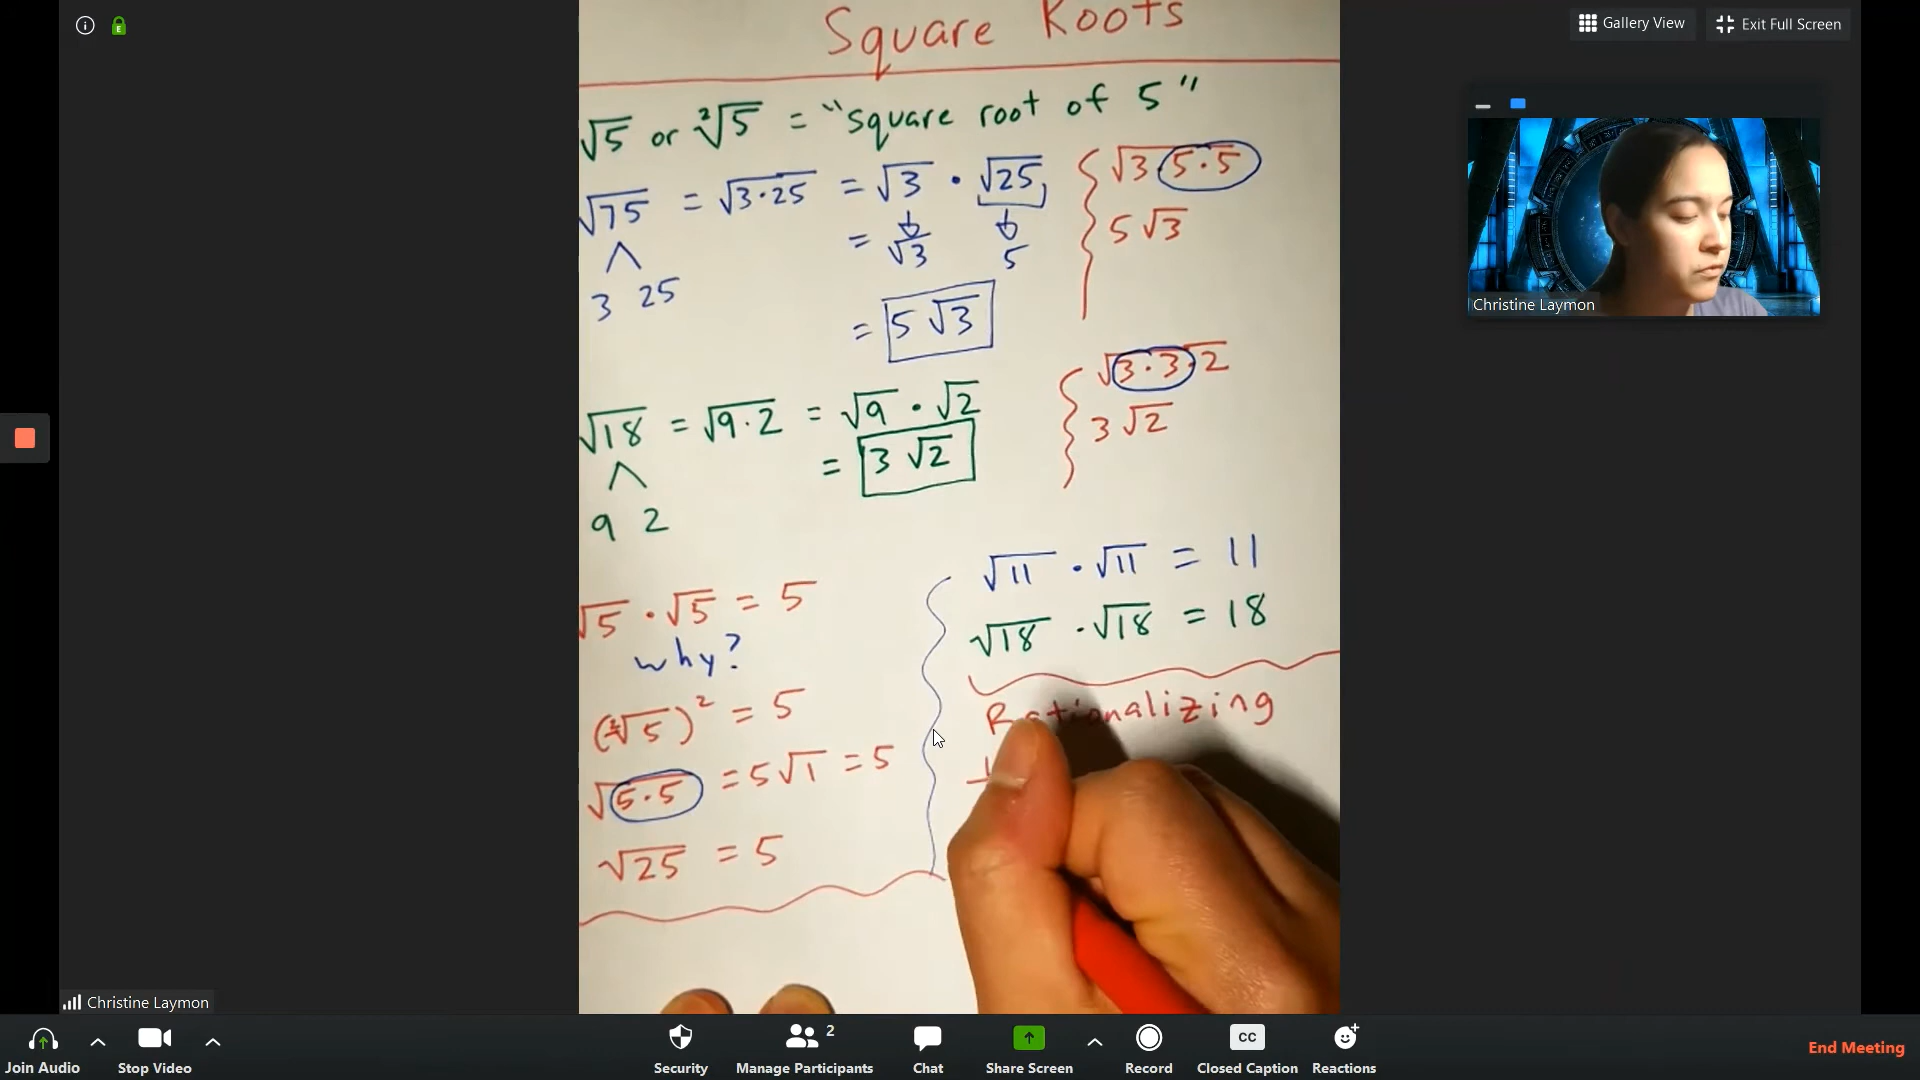 Gallery View
Exit Full Screen
Square Roots
√5 or ²√5 = "square root of 5"
√75 = √3·25 = √3 · √25
= √3 5
3 25
= 5√3
{ √3 5·5
5√3
√18 = √9·2 = √9 · √2
= 3√2
9 2
{ √3·3·2
3√2
√5 · √5 = 5
why?
(²√5)² = 5
√5·5 = 5√1 = 5
√25 = 5
√11 · √11 = 11
√18 · √18 = 18
Rationalizing
Christine Laymon
Christine Laymon
Join Audio
Stop Video
Security
Manage Participants
2
Chat
Share Screen
Record
CC
Closed Caption
Reactions
End Meeting